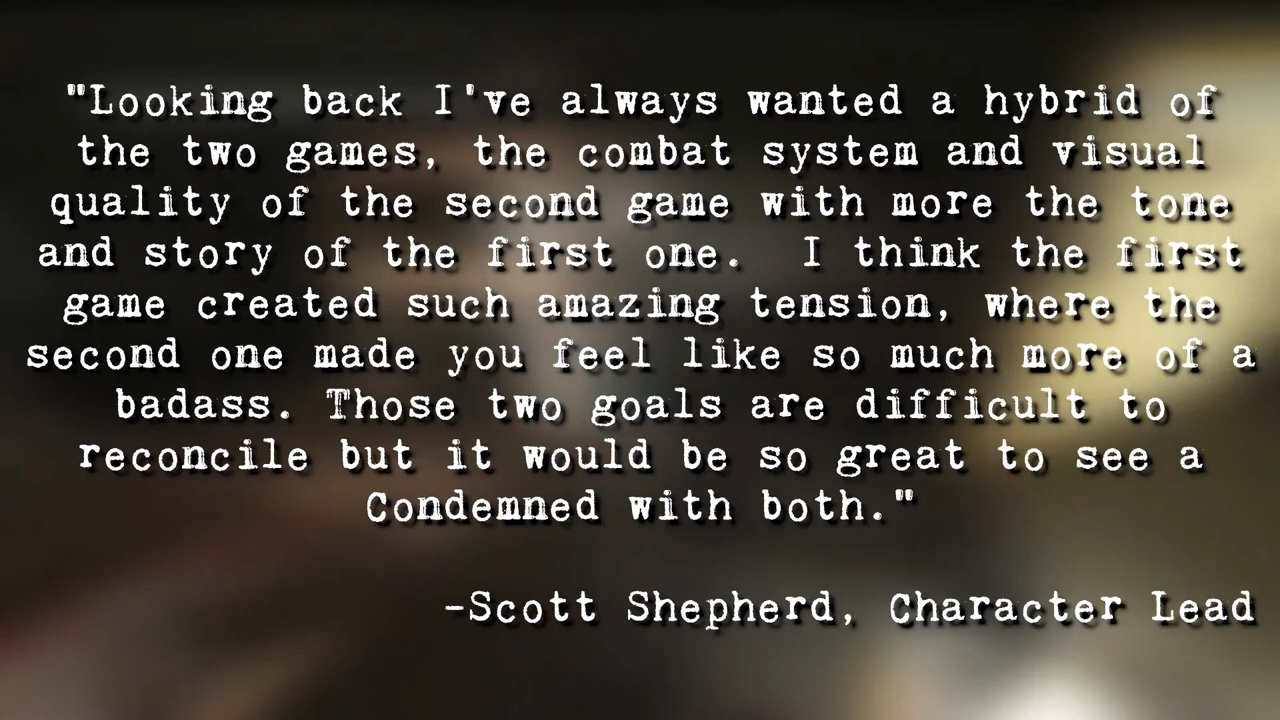 "Looking back I've always wanted a hybrid of
the two games, the combat system and visual
quality of the second game with more the tone
and story of the first one.  I think the first
game created such amazing tension, where the
second one made you feel like so much more of a
badass. Those two goals are difficult to
reconcile but it would be so great to see a
Condemned with both."
-Scott Shepherd, Character Lead